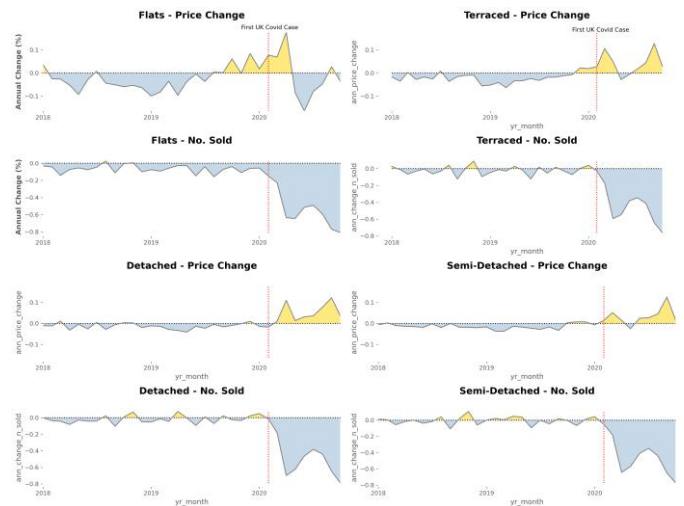 Flats - Price Change
First UK Covid Case
Annual Change (%)
0.1
0.0
−0.1
2018
2019
2020
Terraced - Price Change
First UK Covid Case
ann_price_change
0.1
0.0
−0.1
2018
2019
2020
yr_month
Flats - No. Sold
Annual Change (%)
0.0
−0.2
−0.4
−0.6
−0.8
2018
2019
2020
Terraced - No. Sold
ann_change_n_sold
0.0
−0.2
−0.4
−0.6
−0.8
2018
2019
2020
yr_month
Detached - Price Change
ann_price_change
0.1
0.0
−0.1
2018
2019
2020
yr_month
Semi-Detached - Price Change
ann_price_change
0.1
0.0
−0.1
2018
2019
2020
yr_month
Detached - No. Sold
ann_change_n_sold
0.0
−0.2
−0.4
−0.6
−0.8
2018
2019
2020
yr_month
Semi-Detached - No. Sold
ann_change_n_sold
0.0
−0.2
−0.4
−0.6
−0.8
2018
2019
2020
yr_month